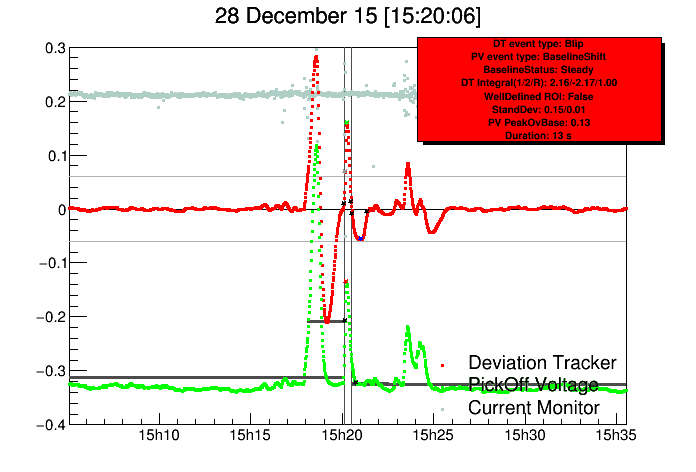 28 December 15 [15:20:06]
DT event type: Blip
PV event type: BaselineShift
BaselineStatus: Steady
DT Integral(1/2/R): 2.16/-2.17/1.00
WellDefined ROI: False
StandDev: 0.15/0.01
PV PeakOvBase: 0.13
Duration: 13 s
0.3
0.2
0.1
0
−0.1
−0.2
−0.3
−0.4
Deviation Tracker
PickOff Voltage
Current Monitor
15h10 15h15 15h20 15h25 15h30 15h35